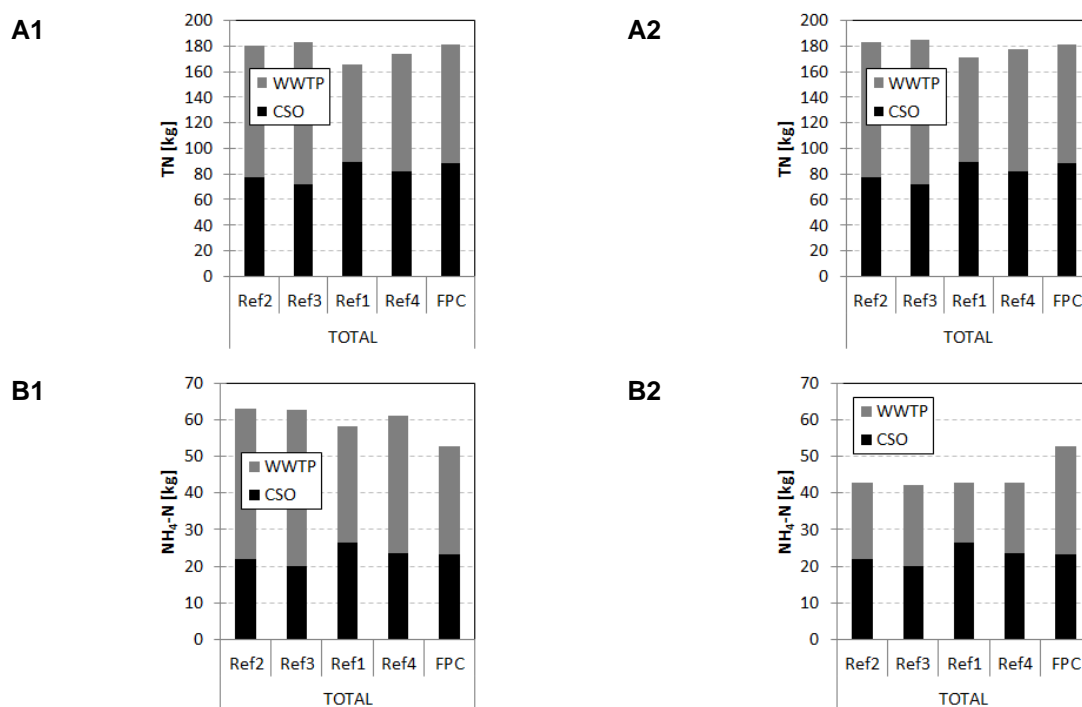 A1
TN [kg]
200
180
160
140
120
100
80
60
40
20
0
WWTP
CSO
Ref2 Ref3 Ref1 Ref4 FPC
TOTAL
A2
TN [kg]
200
180
160
140
120
100
80
60
40
20
0
WWTP
CSO
Ref2 Ref3 Ref1 Ref4 FPC
TOTAL
B1
NH₄-N [kg]
70
60
50
40
30
20
10
0
WWTP
CSO
Ref2 Ref3 Ref1 Ref4 FPC
TOTAL
B2
NH₄-N [kg]
70
60
50
40
30
20
10
0
WWTP
CSO
Ref2 Ref3 Ref1 Ref4 FPC
TOTAL